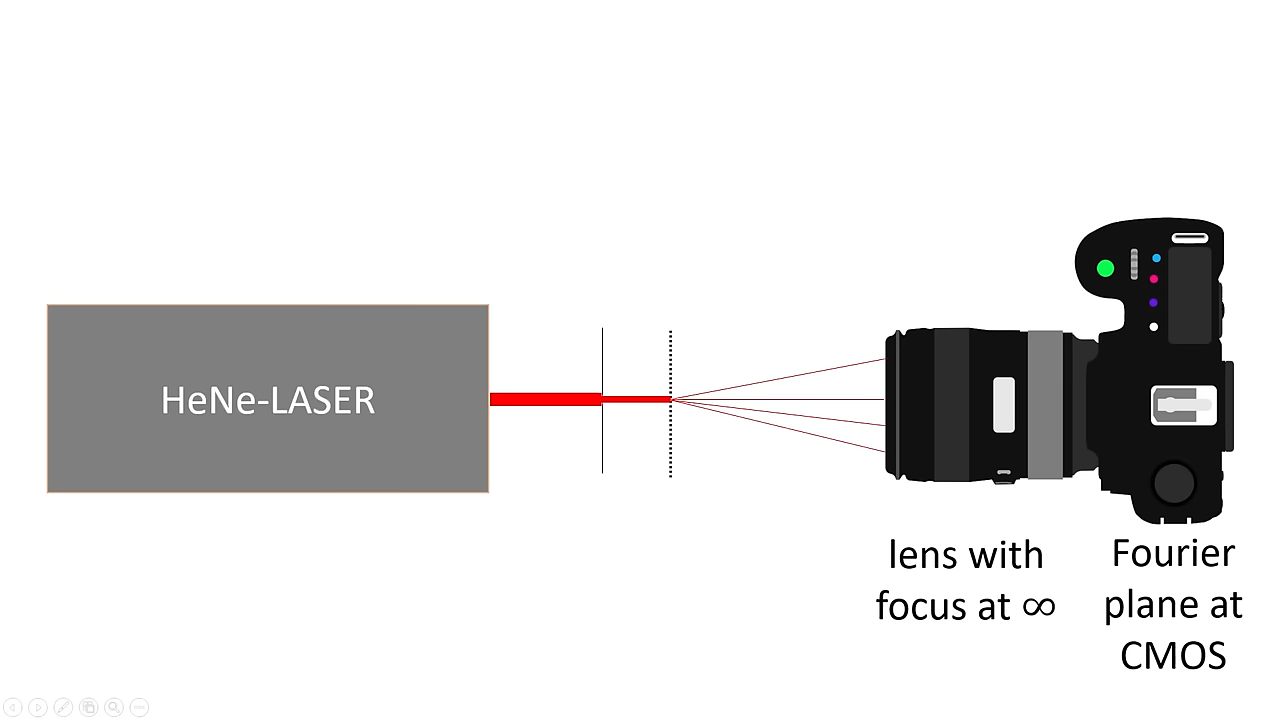 HeNe-LASER
lens with
focus at ∞
Fourier
plane at
CMOS